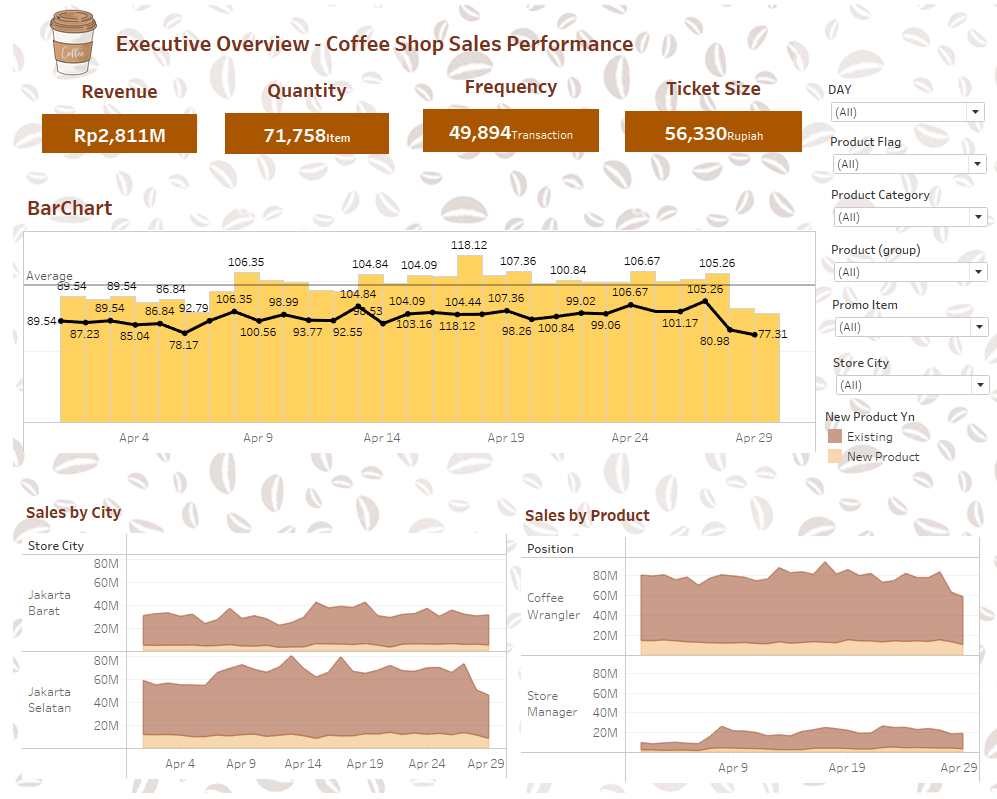 Coffee
Executive Overview - Coffee Shop Sales Performance
Revenue
Quantity
Frequency
Ticket Size
Rp2,811M
71,758Item
49,894Transaction
56,330Rupiah
DAY
(All)
Product Flag
(All)
Product Category
(All)
Product (group)
(All)
Promo Item
(All)
Store City
(All)
New Product Yn
Existing
New Product
BarChart
118.12
106.35 104.84 104.09 107.36 100.84 106.67 105.26
Average
89.54 89.54 86.84
89.54 87.23 89.54 85.04 86.84 78.17 92.79 106.35 100.56 98.99 93.77 92.55 104.84 98.53 104.09 103.16 104.44 118.12 107.36 98.26 100.84 99.02 99.06 106.67 101.17 105.26 80.98 77.31
Apr 4 Apr 9 Apr 14 Apr 19 Apr 24 Apr 29
Sales by City
Store City
Jakarta
Barat
80M
60M
40M
20M
Jakarta
Selatan
80M
60M
40M
20M
Apr 4 Apr 9 Apr 14 Apr 19 Apr 24 Apr 29
Sales by Product
Position
Coffee
Wrangler
80M
60M
40M
20M
Store
Manager
80M
60M
40M
20M
Apr 9 Apr 19 Apr 29